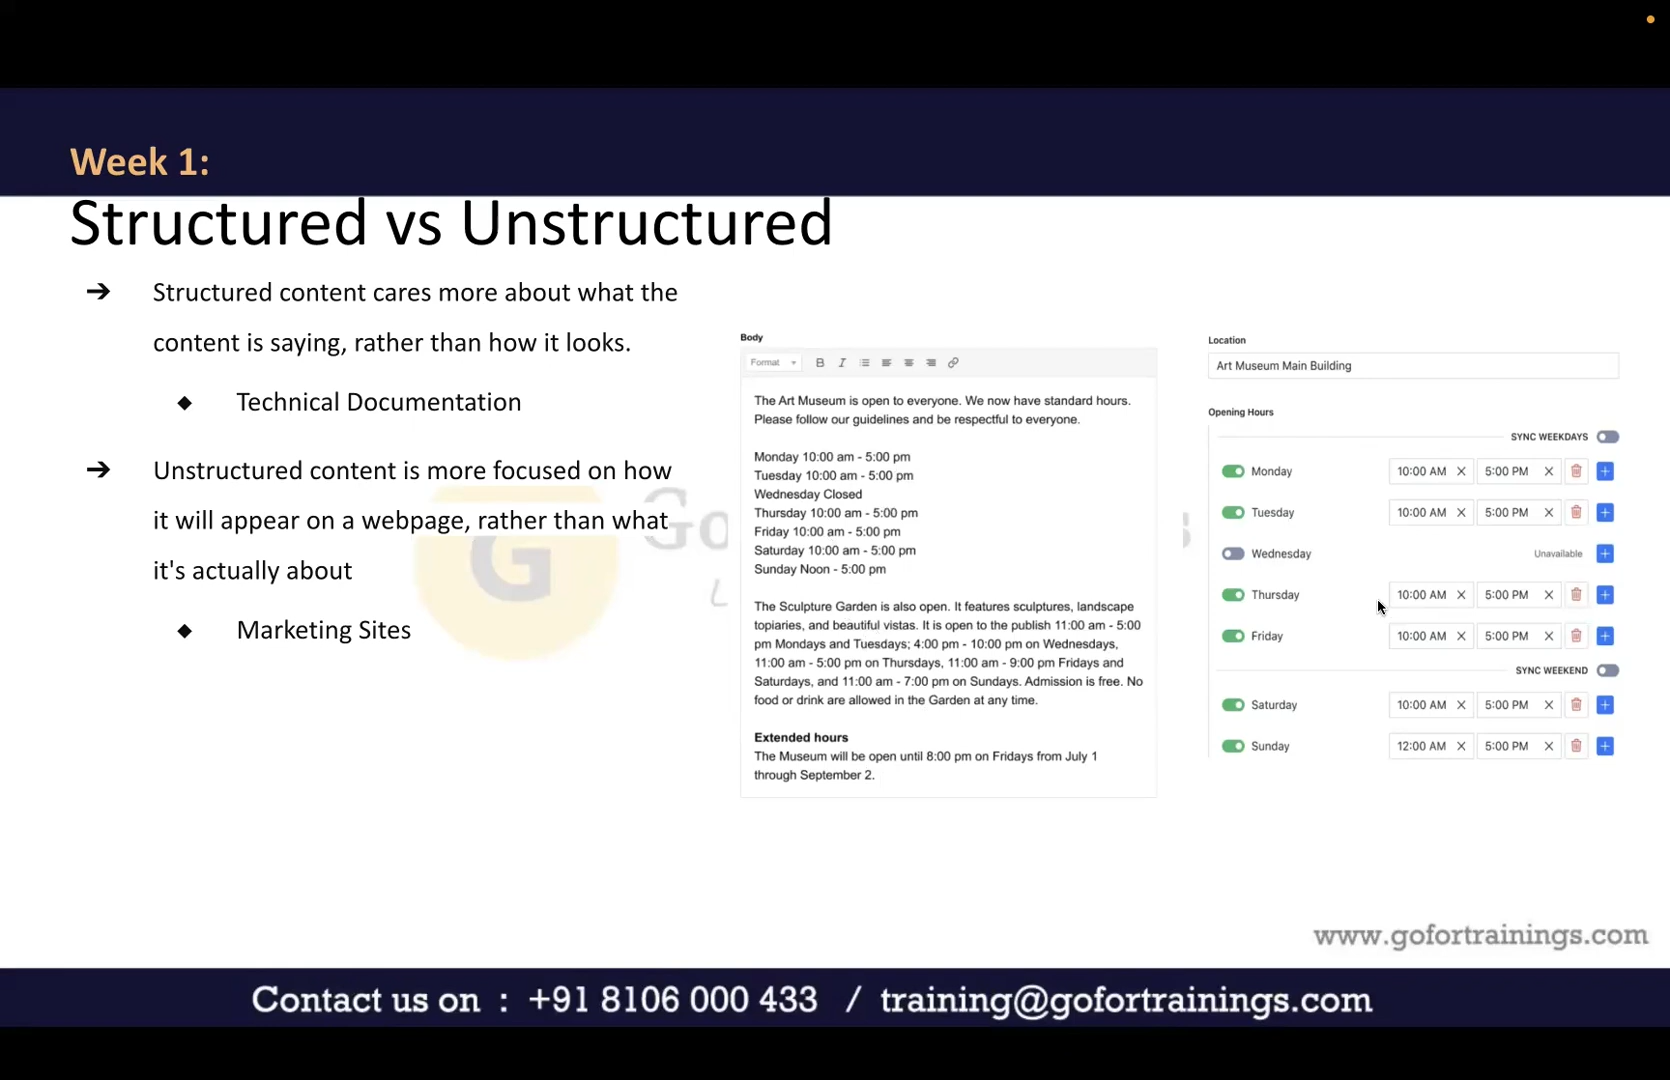 Week 1:
Structured vs Unstructured
➔ Structured content cares more about what the
content is saying, rather than how it looks.
◆ Technical Documentation
➔ Unstructured content is more focused on how
it will appear on a webpage, rather than what
it's actually about
◆ Marketing Sites
Body
Format
The Art Museum is open to everyone. We now have standard hours.
Please follow our guidelines and be respectful to everyone.
Monday 10:00 am - 5:00 pm
Tuesday 10:00 am - 5:00 pm
Wednesday Closed
Thursday 10:00 am - 5:00 pm
Friday 10:00 am - 5:00 pm
Saturday 10:00 am - 5:00 pm
Sunday Noon - 5:00 pm
The Sculpture Garden is also open. It features sculptures, landscape
topiaries, and beautiful vistas. It is open to the publish 11:00 am - 5:00
pm Mondays and Tuesdays; 4:00 pm - 10:00 pm on Wednesdays,
11:00 am - 5:00 pm on Thursdays, 11:00 am - 9:00 pm Fridays and
Saturdays, and 11:00 am - 7:00 pm on Sundays. Admission is free. No
food or drink are allowed in the Garden at any time.
Extended hours
The Museum will be open until 8:00 pm on Fridays from July 1
through September 2.
Location
Art Museum Main Building
Opening Hours
SYNC WEEKDAYS
Monday 10:00 AM 5:00 PM
Tuesday 10:00 AM 5:00 PM
Wednesday Unavailable
Thursday 10:00 AM 5:00 PM
Friday 10:00 AM 5:00 PM
SYNC WEEKEND
Saturday 10:00 AM 5:00 PM
Sunday 12:00 AM 5:00 PM
www.gofortrainings.com
Contact us on : +91 8106 000 433 / training@gofortrainings.com